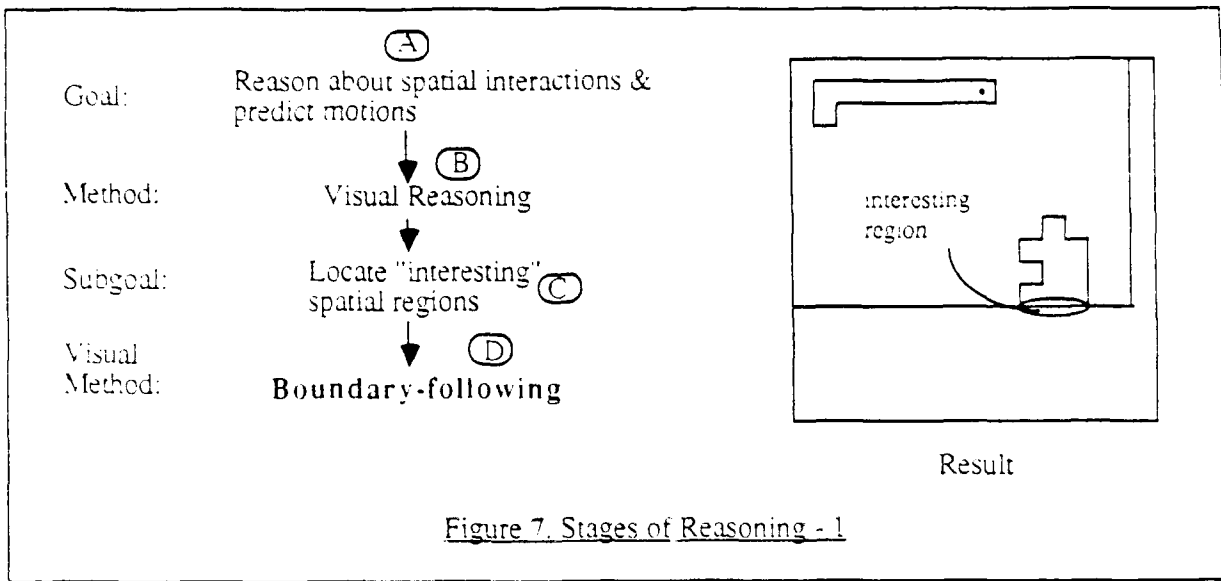 A
Goal:
Reason about spatial interactions &
predict motions
B
Method:
Visual Reasoning
Subgoal:
Locate "interesting"
spatial regions
C
D
Visual
Method:
Boundary-following
interesting
region
Result
Figure 7. Stages of Reasoning - 1